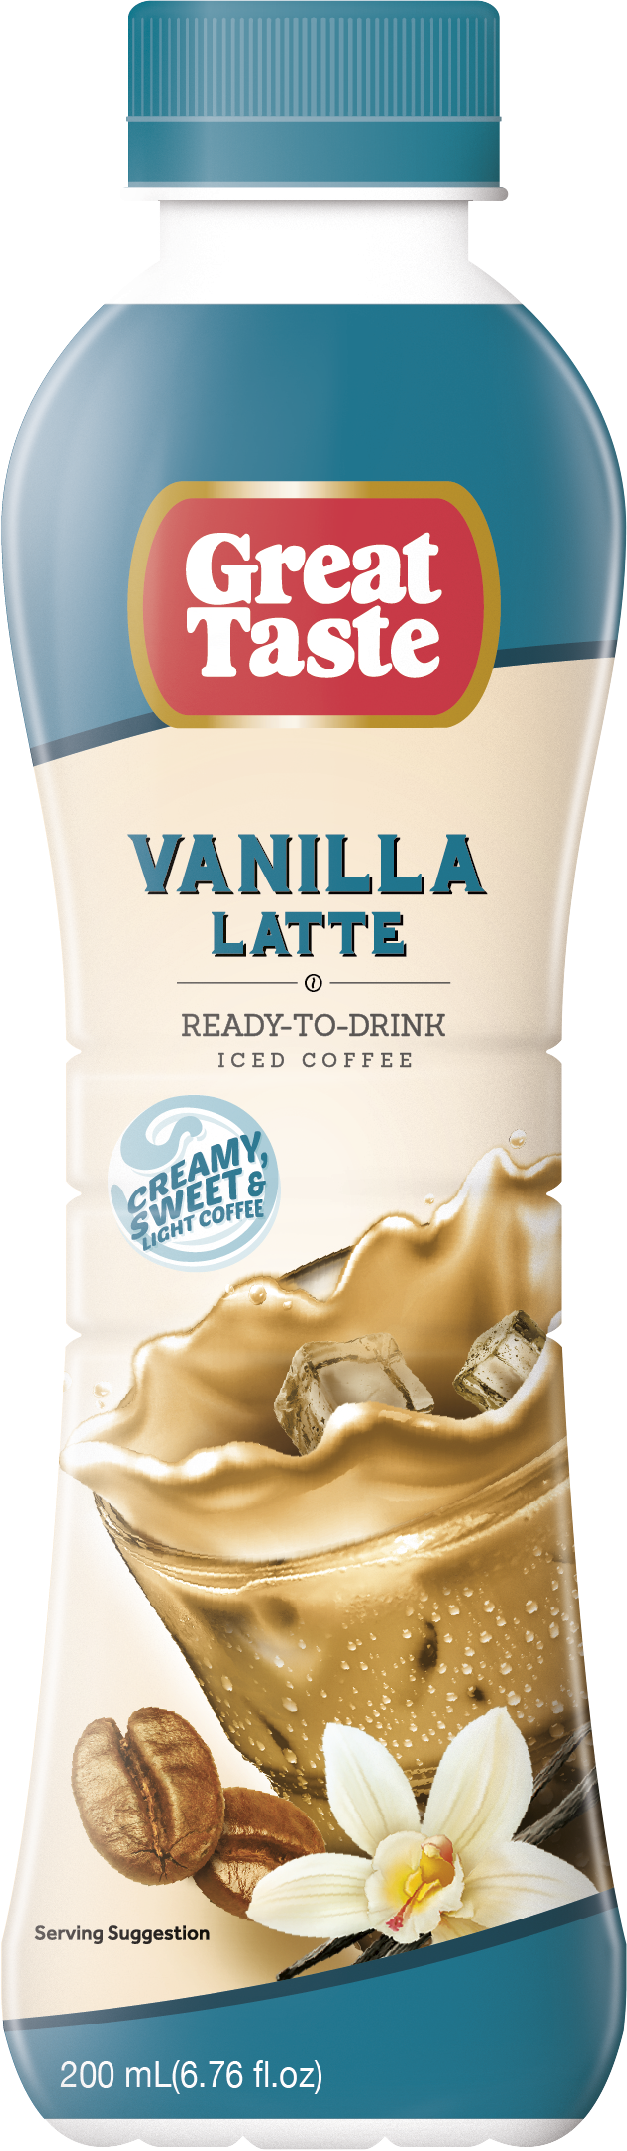 Great
Taste
VANILLA
LATTE
READY-TO-DRINK
ICED COFFEE
CREAMY,
SWEET &
LIGHT COFFEE
Serving Suggestion
200 mL(6.76 fl.oz)